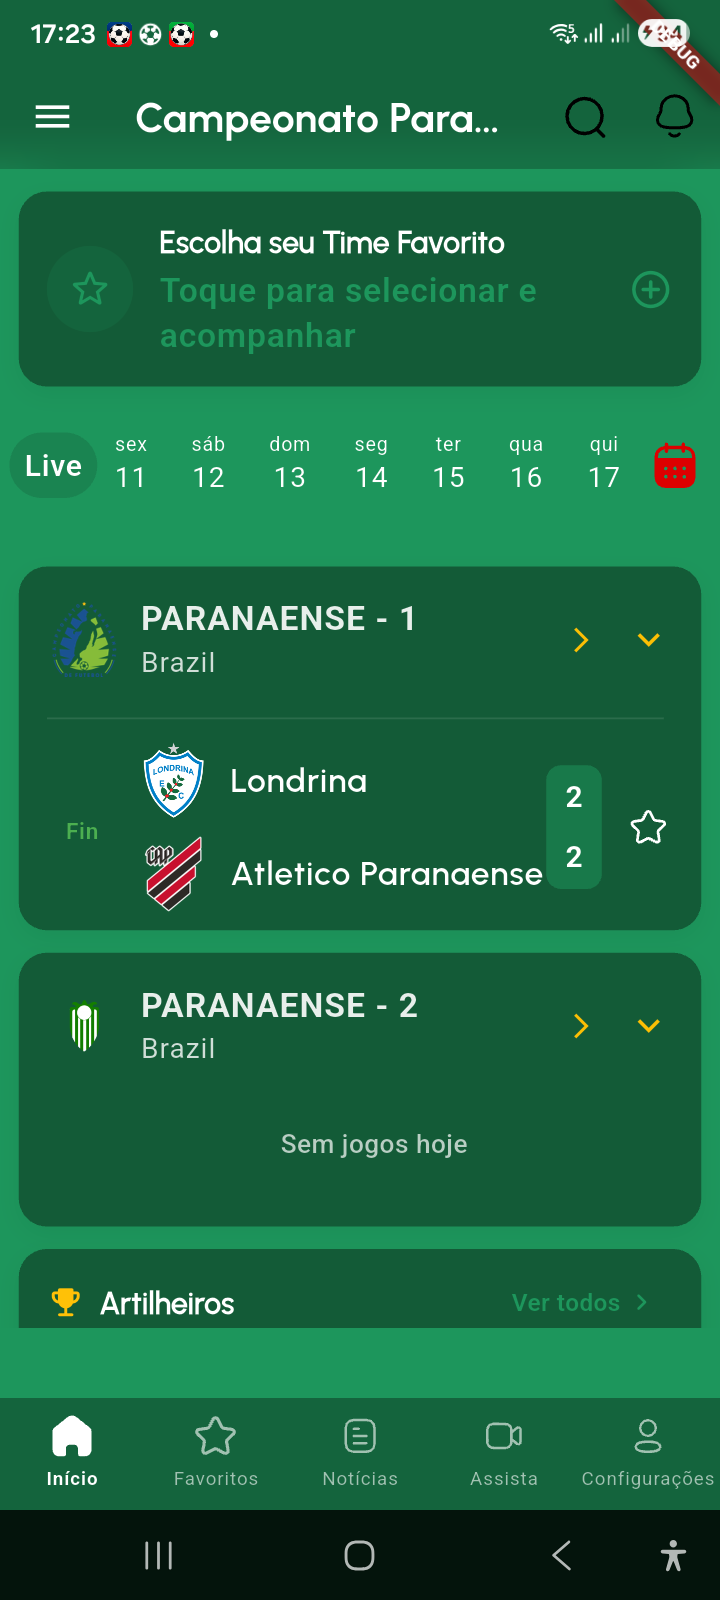 17:23
Campeonato Para...
Escolha seu Time Favorito
Toque para selecionar e
acompanhar
Live
sex sáb dom seg ter qua qui
11 12 13 14 15 16 17
PARANAENSE - 1
Brazil
LONDRINA
E C
Londrina
2
Fin
CAP
Atletico Paranaense
2
PARANAENSE - 2
Brazil
Sem jogos hoje
Artilheiros
Ver todos
Início Favoritos Notícias Assista Configurações